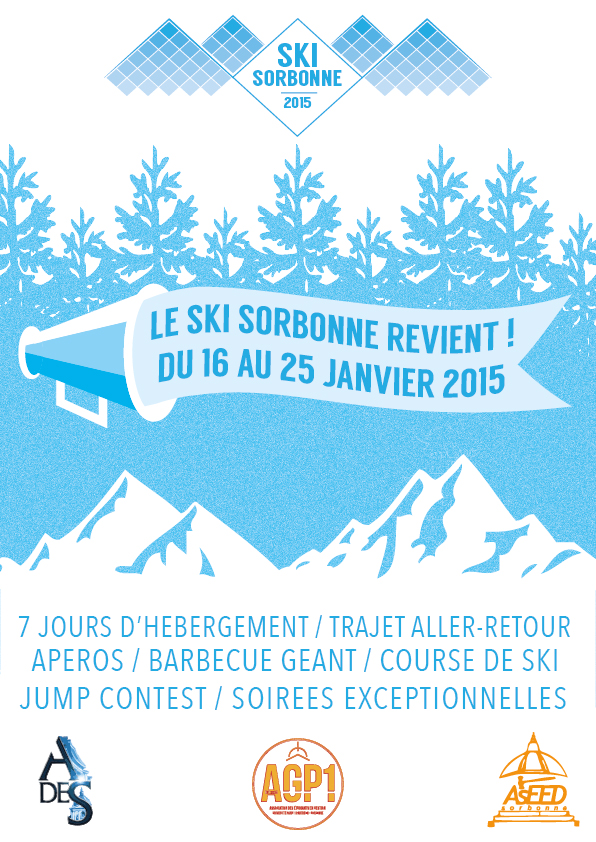 SKI
SORBONNE
2015
LE SKI SORBONNE REVIENT !
DU 16 AU 25 JANVIER 2015
7 JOURS D'HEBERGEMENT / TRAJET ALLER-RETOUR
APEROS / BARBECUE GEANT / COURSE DE SKI
JUMP CONTEST / SOIREES EXCEPTIONNELLES
ADES
AGP1
ASEED
sorbonne